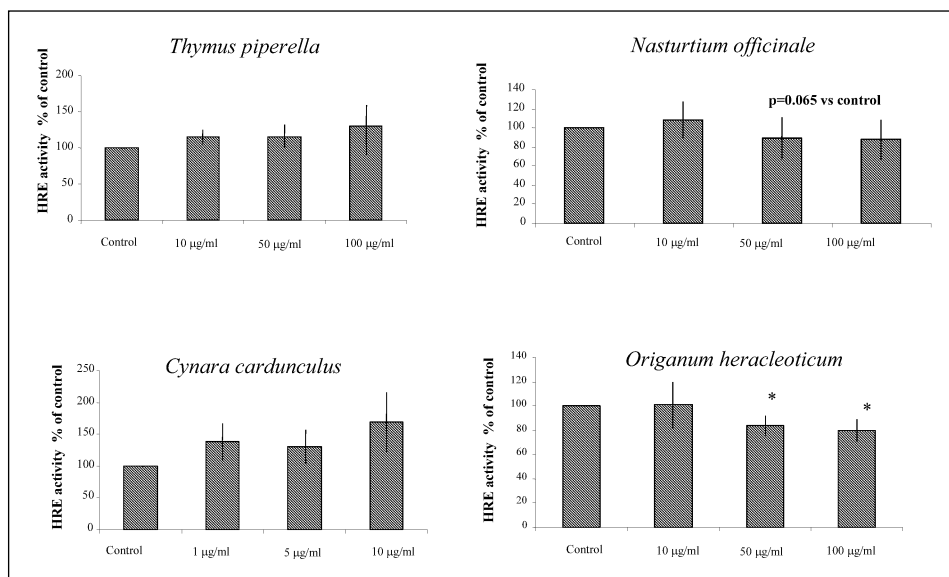 Thymus piperella
HRE activity % of control
200
150
100
50
0
Control 10 µg/ml 50 µg/ml 100 µg/ml
Nasturtium officinale
p=0.065 vs control
HRE activity % of control
140
120
100
80
60
40
20
0
Control 10 µg/ml 50 µg/ml 100 µg/ml
Cynara cardunculus
HRE activity % of control
300
250
200
150
100
50
0
Control 1 µg/ml 5 µg/ml 10 µg/ml
Origanum heracleoticum
HRE activity % of control
140
120
100
80
60
40
20
0
* *
Control 10 µg/ml 50 µg/ml 100 µg/ml